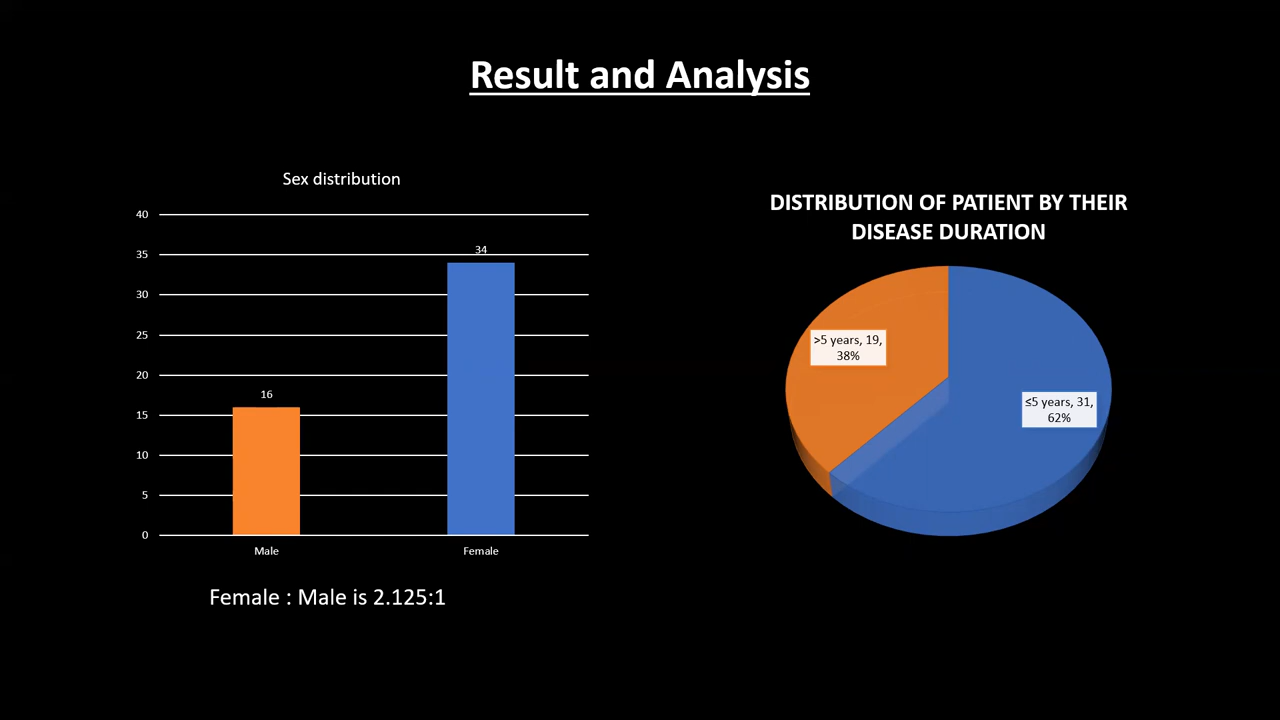 Result and Analysis
Sex distribution
40
35
30
25
20
15
10
5
0
16
34
Male
Female
Female : Male is 2.125:1
DISTRIBUTION OF PATIENT BY THEIR
DISEASE DURATION
>5 years, 19,
38%
≤5 years, 31,
62%